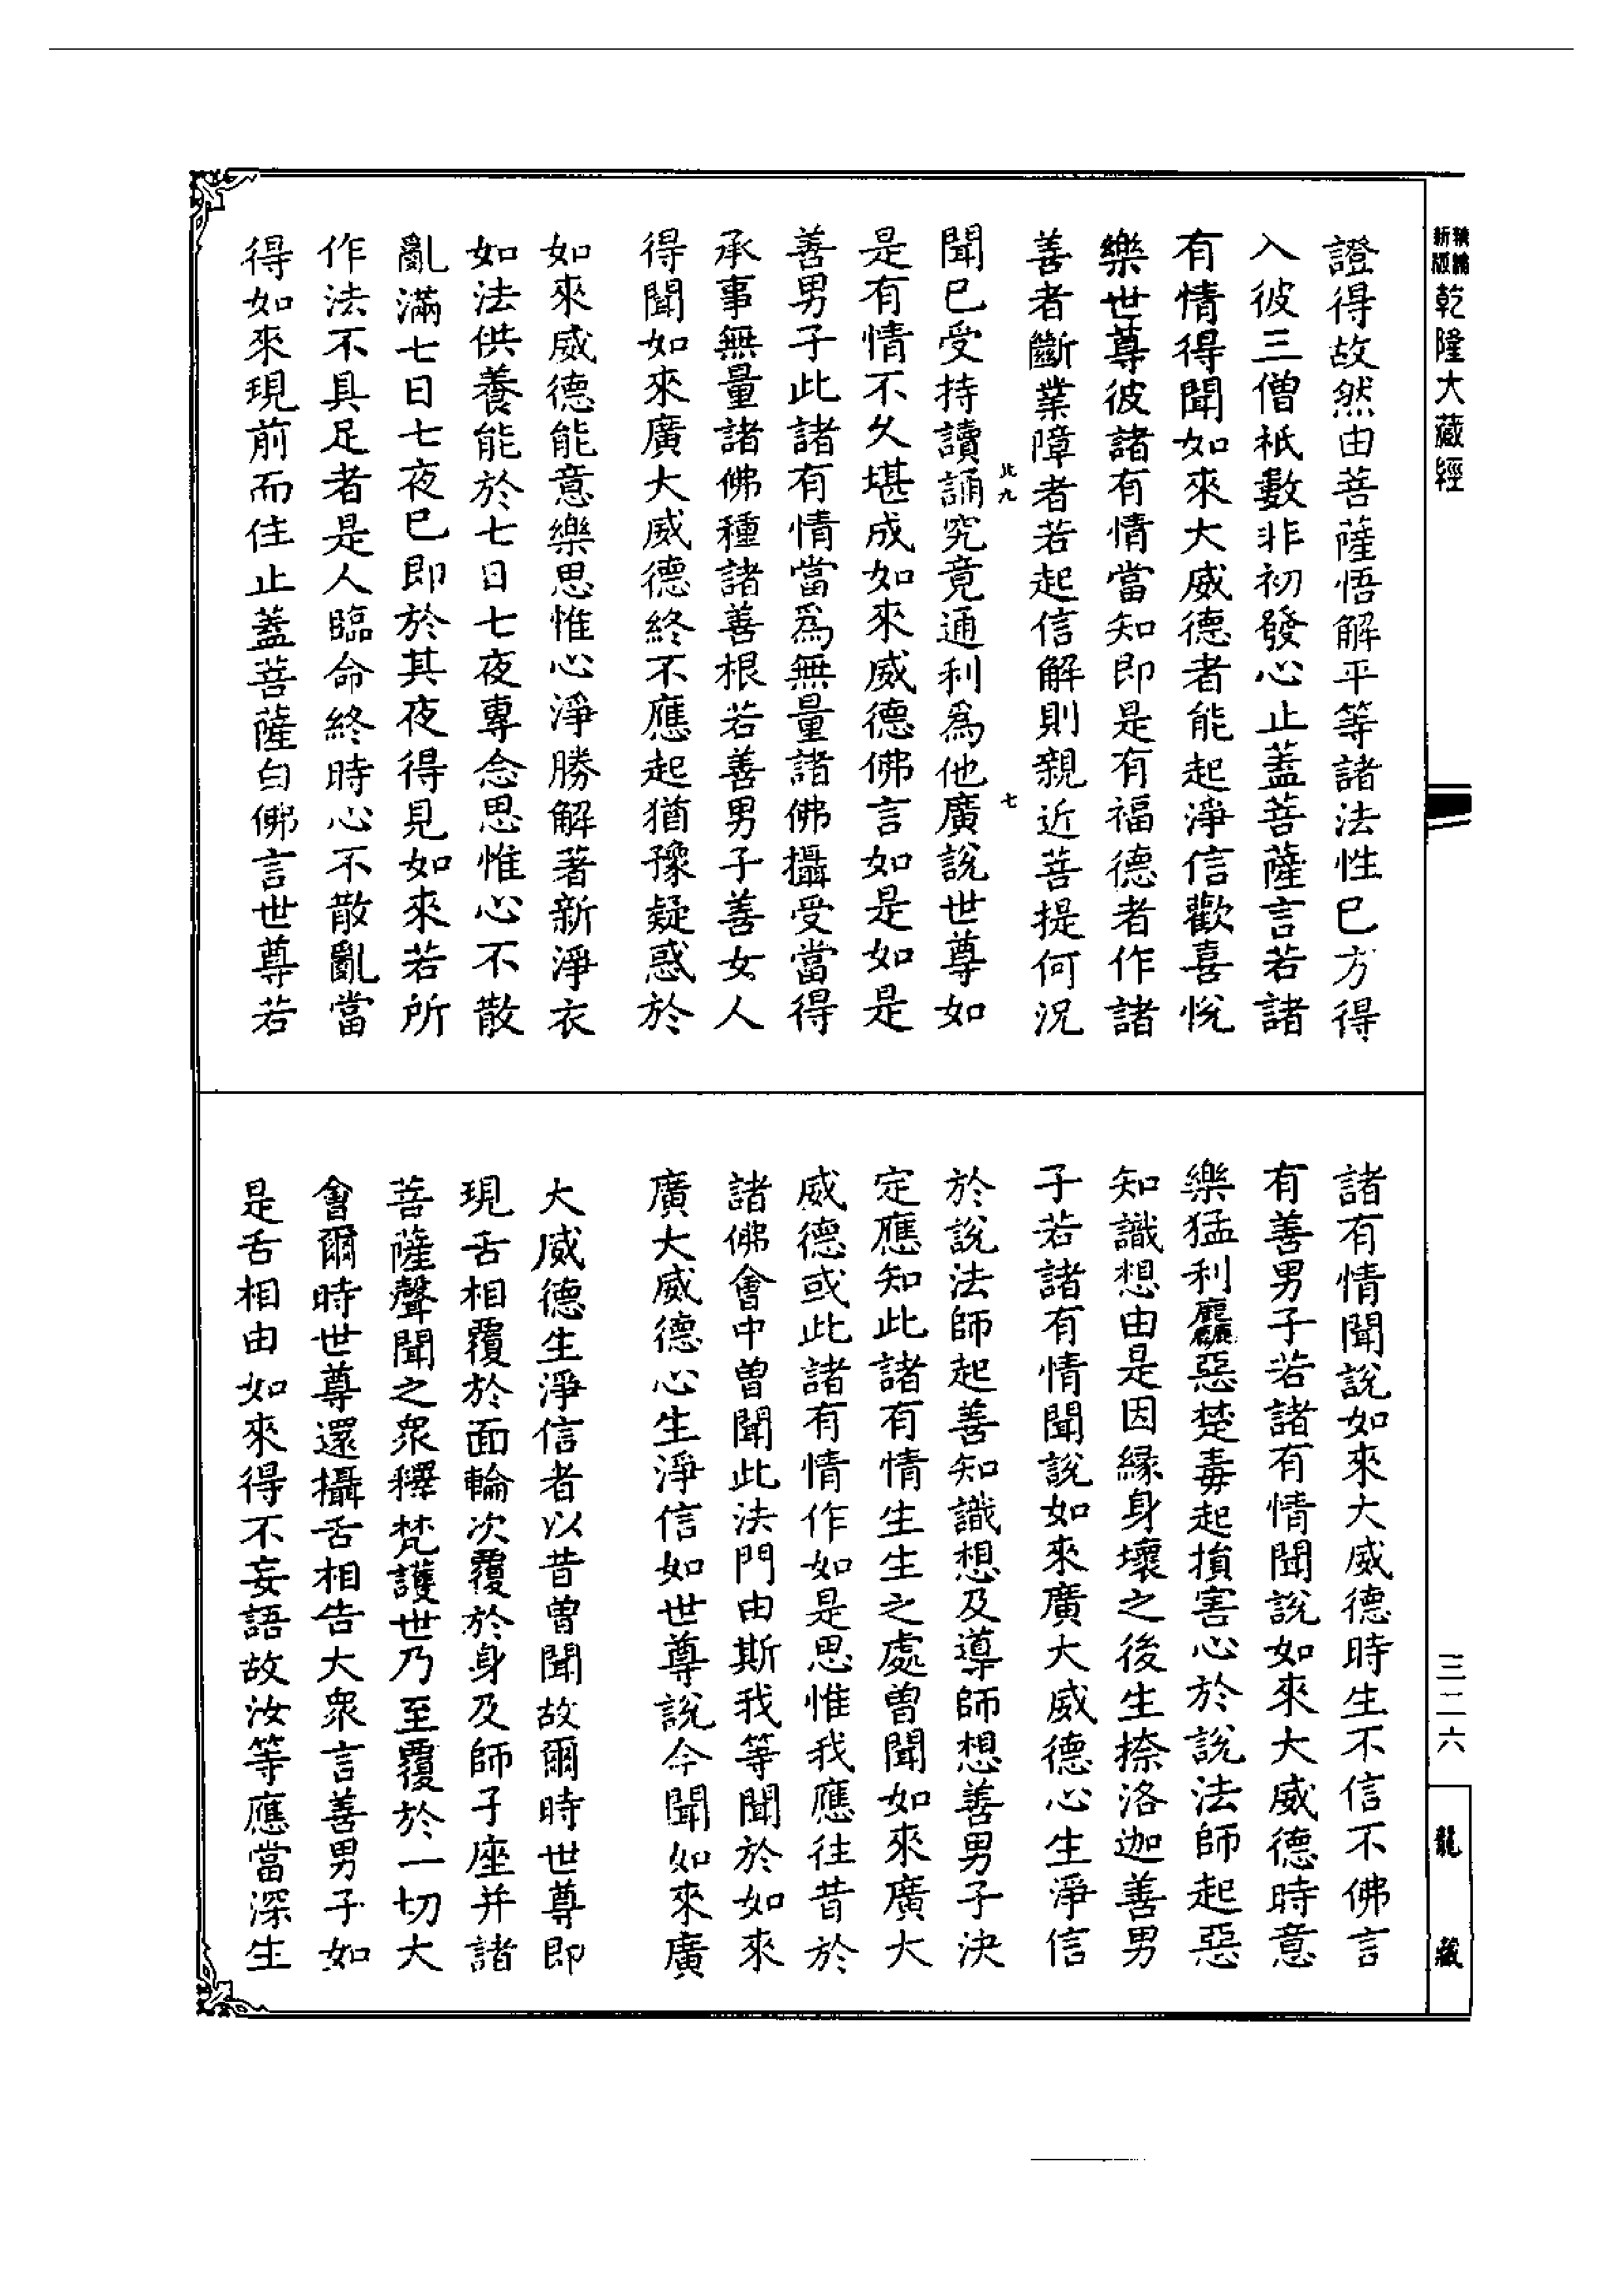 精編新版乾隆大藏經
證得故然由菩薩悟解平等諸法性已方得
入彼三僧祇數非初發心止蓋菩薩言若諸
有情得聞如來大威德者能起淨信歡喜悅
樂世尊彼諸有情當知即是有福德者作諸
善者斷業障者若起信解則親近菩提何況
此九
七
聞已受持讀誦究竟通利為他廣說世尊如
是有情不久堪成如來威德佛言如是如是
善男子此諸有情當為無量諸佛攝受當得
承事無量諸佛種諸善根若善男子善女人
得聞如來廣大威德終不應起猶豫疑惑於
如來威德能意樂思惟心淨勝解著新淨衣
如法供養能於七日七夜專念思惟心不散
亂滿七日七夜已即於其夜得見如來若所
作法不具足者是人臨命終時心不散亂當
得如來現前而住止蓋菩薩白佛言世尊若
諸有情聞說如來大威德時生不信不佛言
有善男子若諸有情聞說如來大威德時意
樂猛利麤惡楚毒起損害心於說法師起惡
知識想由是因緣身壞之後生捺洛迦善男
子若諸有情聞說如來廣大威德心生淨信
於說法師起善知識想及導師想善男子決
定應知此諸有情生生之處曾聞如來廣大
威德或此諸有情作如是思惟我應往昔於
諸佛會中曾聞此法門由斯我等聞於如來
廣大威德心生淨信如世尊說今聞如來廣
大威德生淨信者以昔曾聞故爾時世尊即
現舌相覆於面輪次覆於身及師子座并諸
菩薩聲聞之眾釋梵護世乃至覆於一切大
會爾時世尊還攝舌相告大眾言善男子如
是舌相由如來得不妄語故汝等應當深生
三二六
龍藏